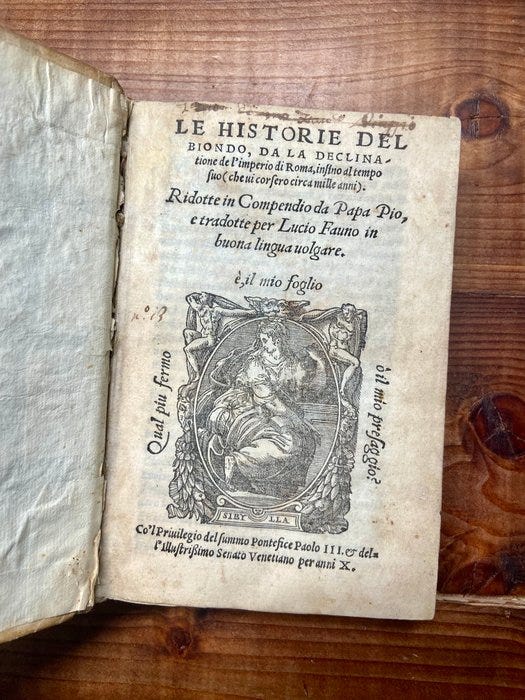 LE HISTORIE DEL
BIONDO, DA LA DECLINA-
tione de l'imperio di Roma, insino al tempo
suo (che ui corsero circa mille anni).
Ridotte in Compendio da Papa Pio,
e tradotte per Lucio Fauno in
buona lingua uolgare.
è, il mio foglio
nº: 13
Qual piu fermo
ò il mio presaggio?
SIBYLLA
Co'l Priuilegio del summo Pontefice Paolo III. & del-
l'Illustrissimo Senato Venetiano per anni X.